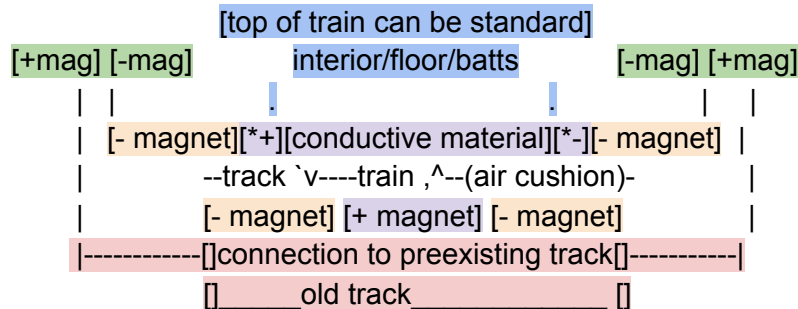 [top of train can be standard]
[+mag] [-mag] interior/floor/batts [-mag] [+mag]
| | . . | |
| [- magnet][*+][conductive material][*-][- magnet] |
| --track `v----train ,^--(air cushion)- |
| [- magnet] [+ magnet] [- magnet] |
|------------[]connection to preexisting track[]-----------|
[]_____old track____________ []